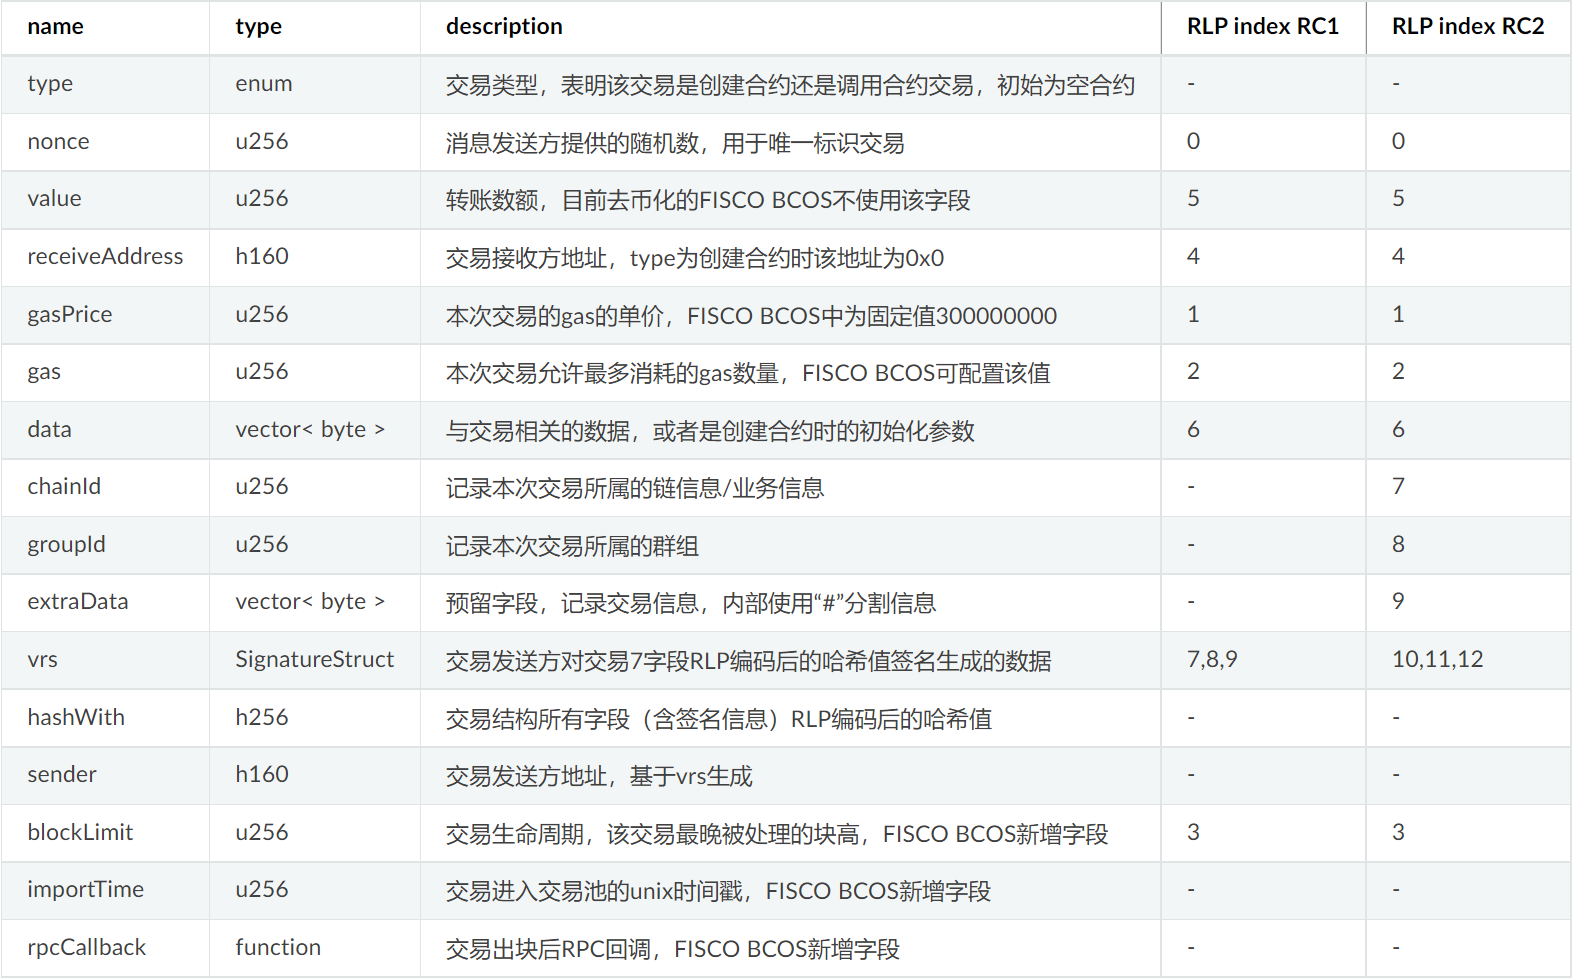 name type description RLP index RC1 RLP index RC2
type enum 交易类型，表明该交易是创建合约还是调用合约交易，初始为空合约 - -
nonce u256 消息发送方提供的随机数，用于唯一标识交易 0 0
value u256 转账数额，目前去币化的FISCO BCOS不使用该字段 5 5
receiveAddress h160 交易接收方地址，type为创建合约时该地址为0x0 4 4
gasPrice u256 本次交易的gas的单价，FISCO BCOS中为固定值300000000 1 1
gas u256 本次交易允许最多消耗的gas数量，FISCO BCOS可配置该值 2 2
data vector< byte > 与交易相关的数据，或者是创建合约时的初始化参数 6 6
chainId u256 记录本次交易所属的链信息/业务信息 - 7
groupId u256 记录本次交易所属的群组 - 8
extraData vector< byte > 预留字段，记录交易信息，内部使用“#”分割信息 - 9
vrs SignatureStruct 交易发送方对交易7字段RLP编码后的哈希值签名生成的数据 7,8,9 10,11,12
hashWith h256 交易结构所有字段（含签名信息）RLP编码后的哈希值 - -
sender h160 交易发送方地址，基于vrs生成 - -
blockLimit u256 交易生命周期，该交易最晚被处理的块高，FISCO BCOS新增字段 3 3
importTime u256 交易进入交易池的unix时间戳，FISCO BCOS新增字段 - -
rpcCallback function 交易出块后RPC回调，FISCO BCOS新增字段 - -